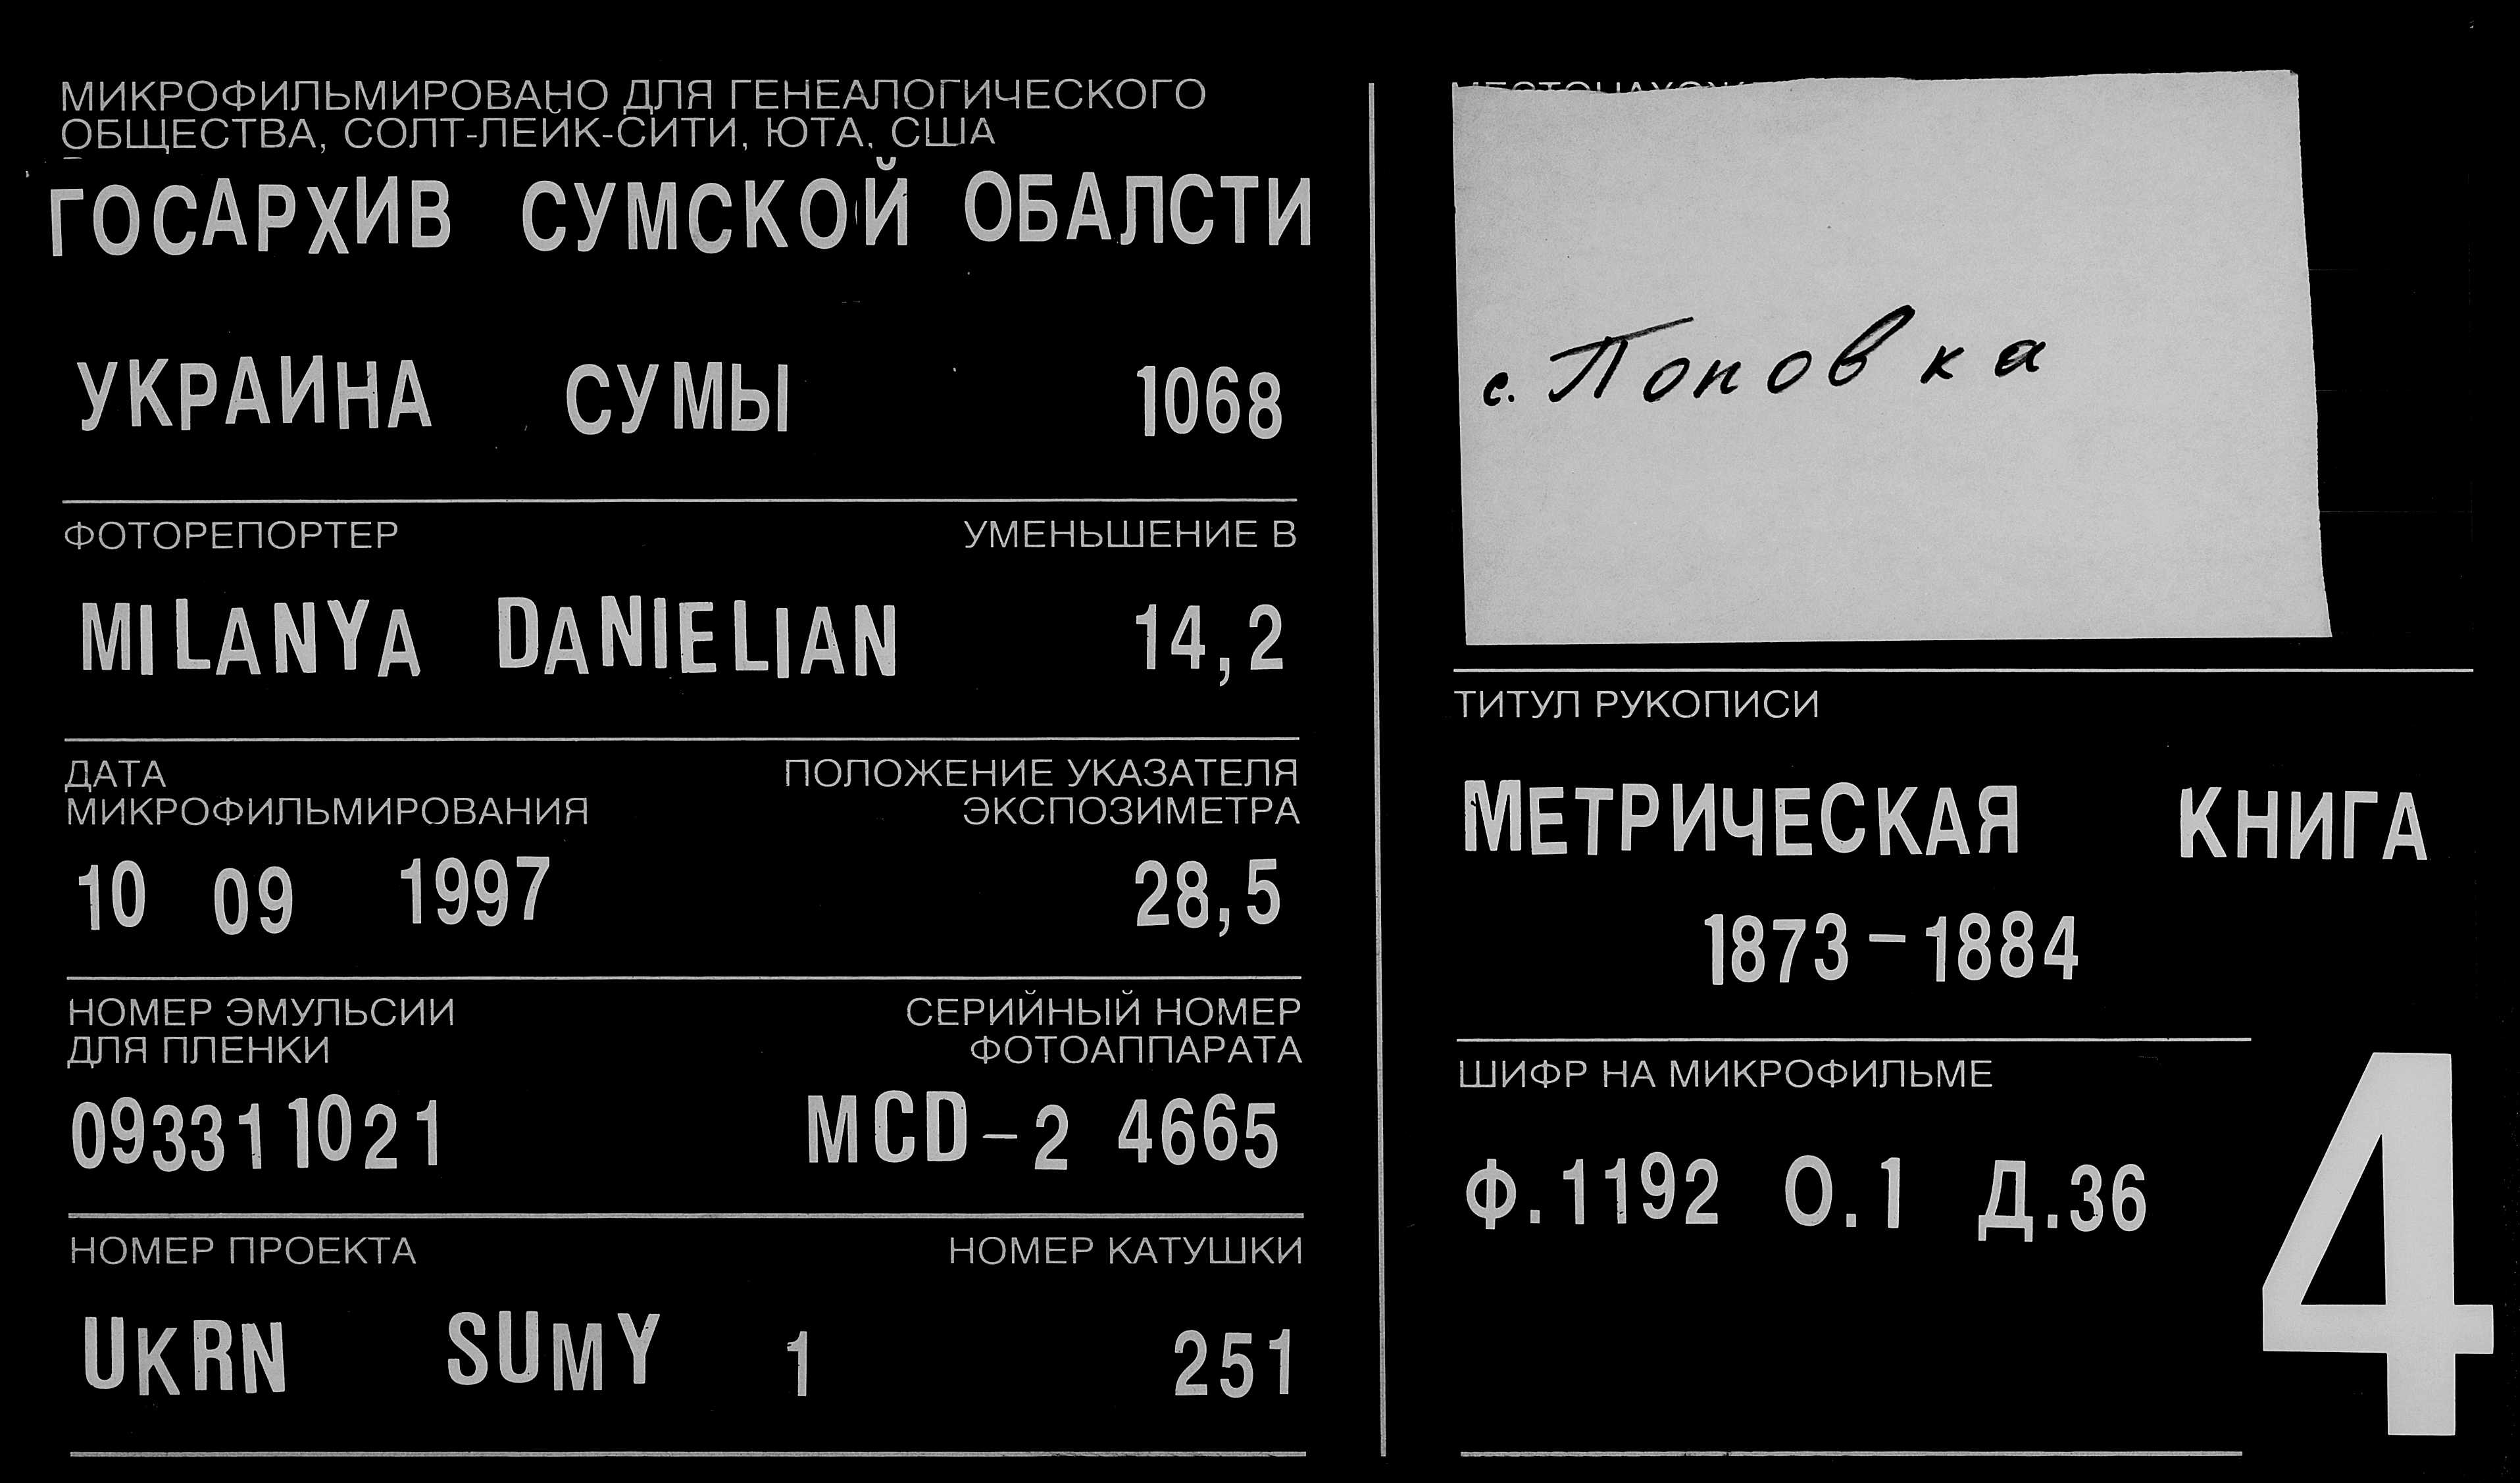 МИКРОФИЛЬМИРОВАНО ДЛЯ ГЕНЕАЛОГИЧЕСКОГО
ОБЩЕСТВА, СОЛТ-ЛЕЙК-СИТИ, ЮТА, США
ГОСАРХИВ СУМСКОЙ ОБАЛСТИ
УКРАИНА СУМЫ 1068
ФОТОРЕПОРТЕР УМЕНЬШЕНИЕ В
MILANYA DANIELIAN 14,2
ДАТА ПОЛОЖЕНИЕ УКАЗАТЕЛЯ
МИКРОФИЛЬМИРОВАНИЯ ЭКСПОЗИМЕТРА
10 09 1997 28,5
НОМЕР ЭМУЛЬСИИ СЕРИЙНЫЙ НОМЕР
ДЛЯ ПЛЕНКИ ФОТОАППАРАТА
093311021 MCD-2 4665
НОМЕР ПРОЕКТА НОМЕР КАТУШКИ
UKRN SUMY 1 251
с. Поповка
ТИТУЛ РУКОПИСИ
МЕТРИЧЕСКАЯ КНИГА
1873-1884
ШИФР НА МИКРОФИЛЬМЕ
Ф.1192 О.1 Д.36
4